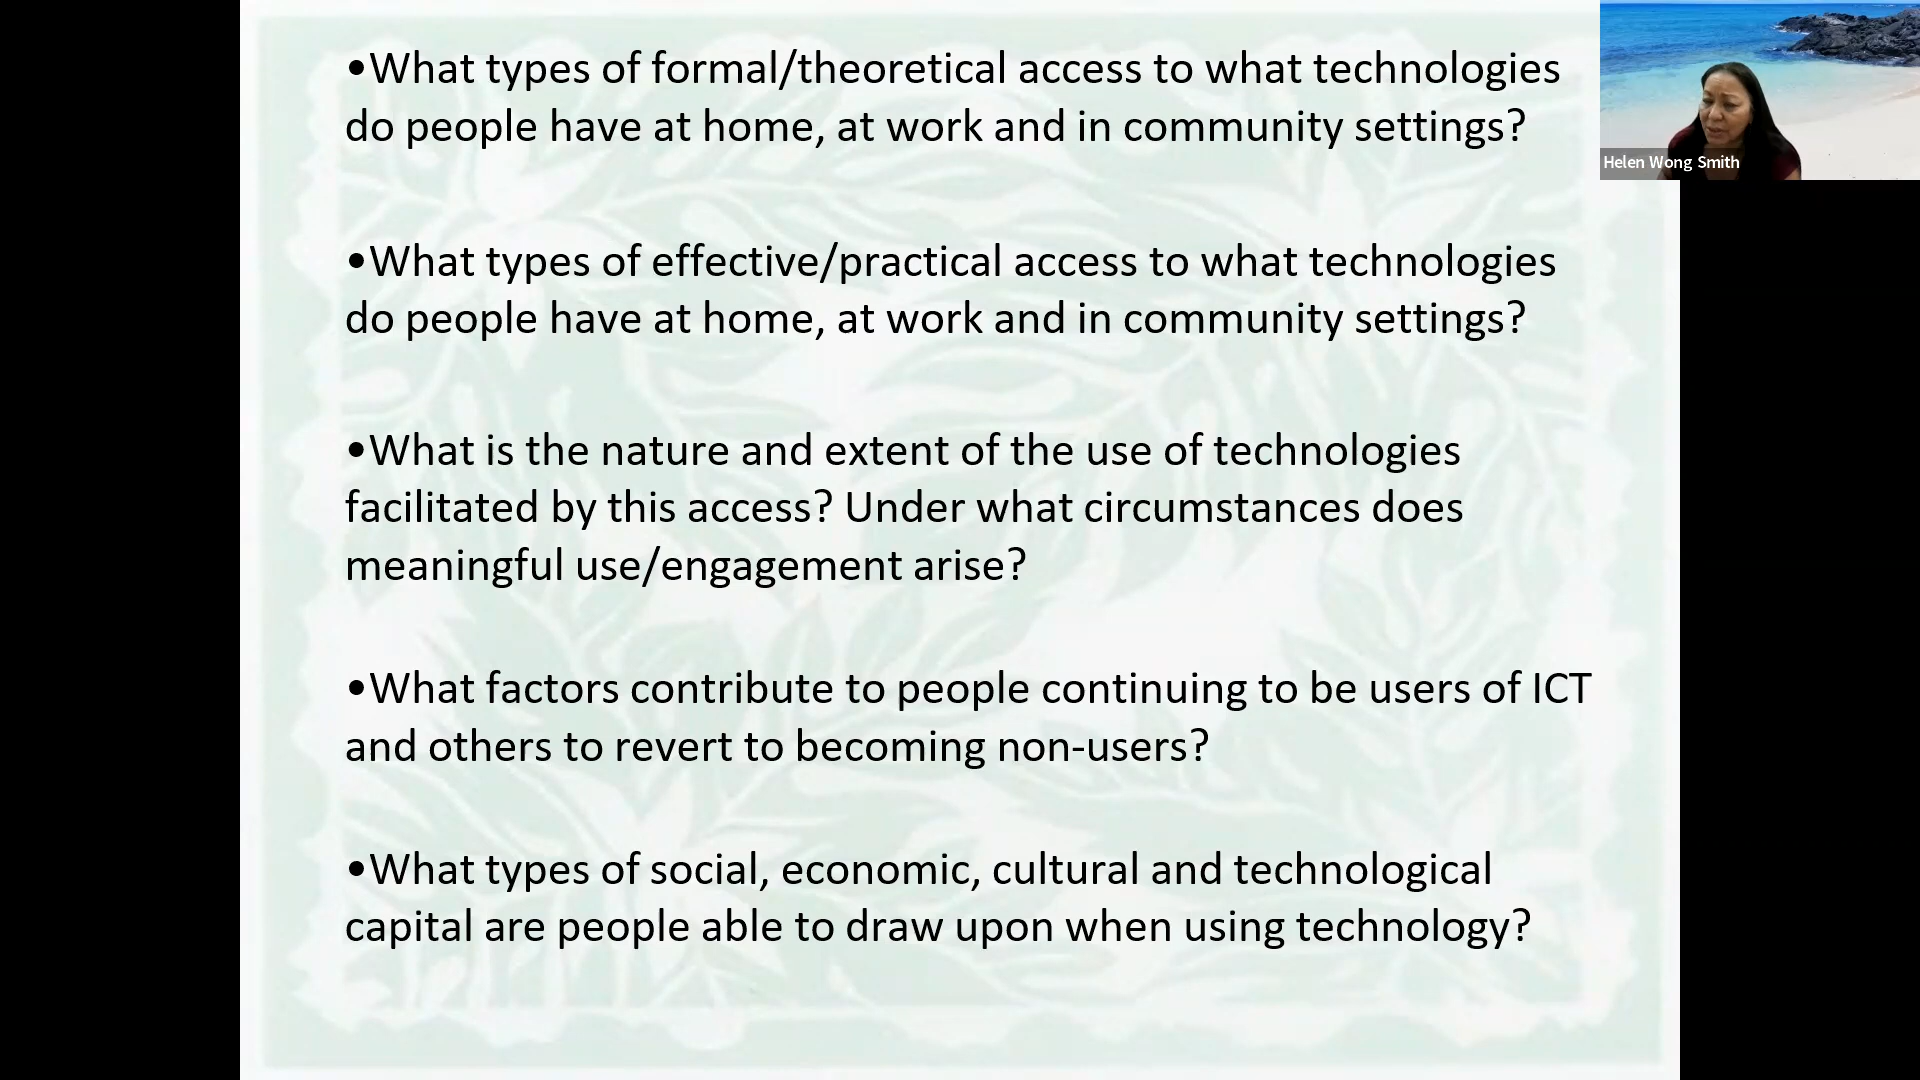 •What types of formal/theoretical access to what technologies
do people have at home, at work and in community settings?
•What types of effective/practical access to what technologies
do people have at home, at work and in community settings?
•What is the nature and extent of the use of technologies
facilitated by this access? Under what circumstances does
meaningful use/engagement arise?
•What factors contribute to people continuing to be users of ICT
and others to revert to becoming non-users?
•What types of social, economic, cultural and technological
capital are people able to draw upon when using technology?
Helen Wong Smith